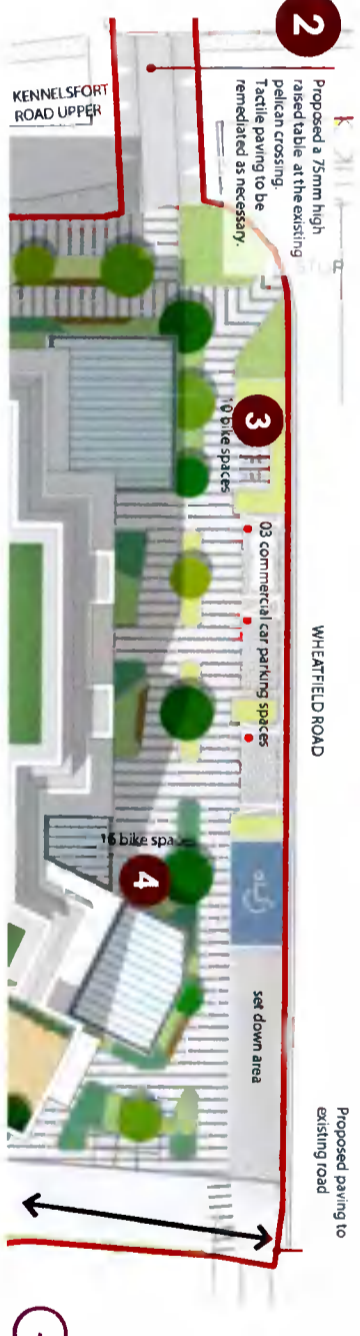 2
Proposed a 75mm high
raised table at the existing
pelican crossing.
Tactile paving to be
remediated as necessary.
KENNELSFORT
ROAD UPPER
3
10 bike spaces
03 commercial car parking spaces
WHEATFIELD ROAD
16 bike spa
4
set down area
Proposed paving to
existing road